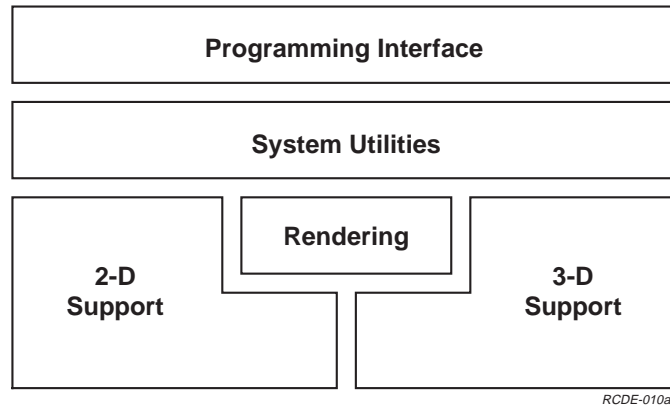 Programming Interface
System Utilities
Rendering
2-D
Support
3-D
Support
RCDE-010a